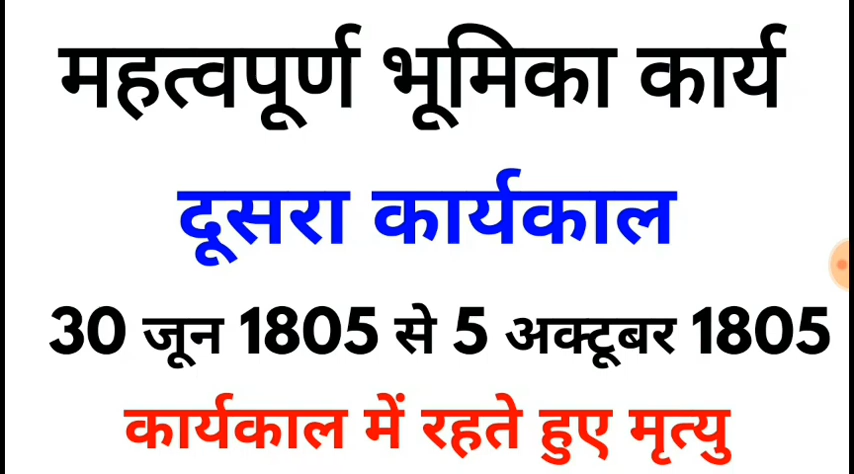 महत्वपूर्ण भूमिका कार्य
दूसरा कार्यकाल
30 जून 1805 से 5 अक्टूबर 1805
कार्यकाल में रहते हुए मृत्यु